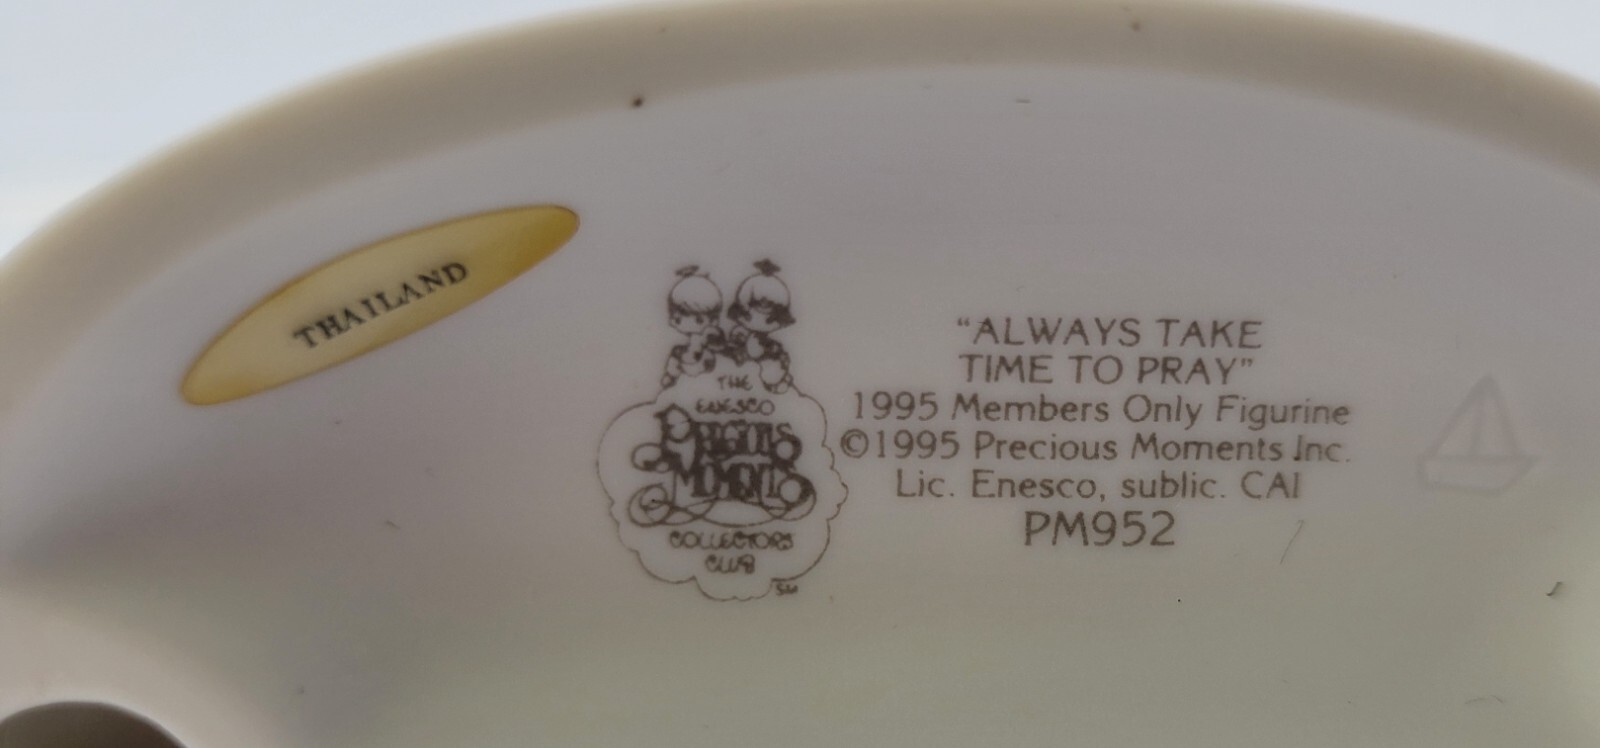 THAILAND
THE
ENESCO
PRECIOUS
MOMENTS
COLLECTORS
CLUB
SM
“ALWAYS TAKE
TIME TO PRAY”
1995 Members Only Figurine
©1995 Precious Moments Inc.
Lic. Enesco, sublic. CAI
PM952